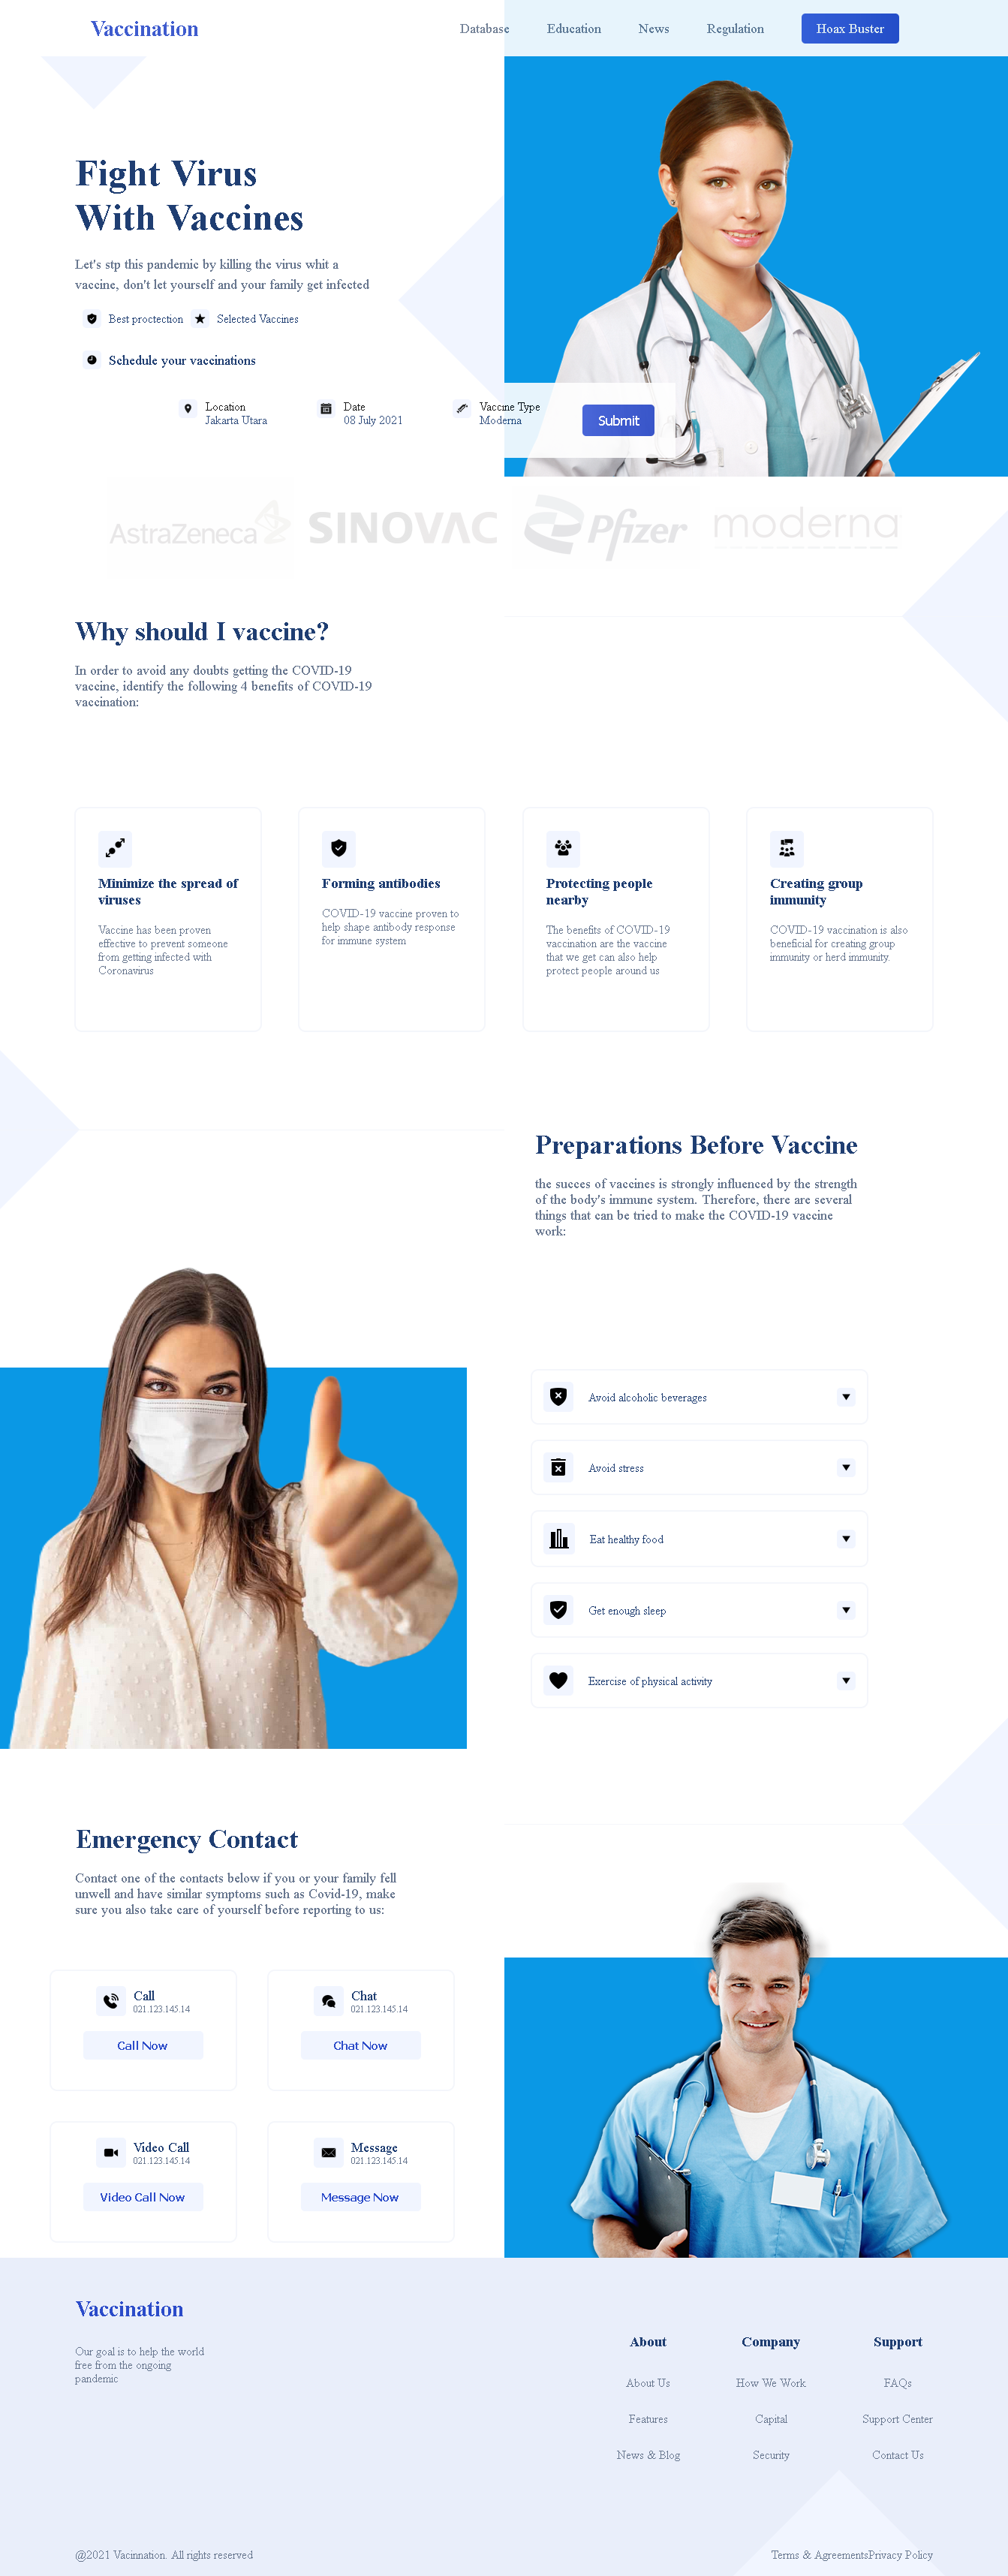 Vaccination
Database Education News Regulation Hoax Buster
Fight Virus
With Vaccines
Let's stp this pandemic by killing the virus whit a
vaccine, don't let yourself and your family get infected
Best proctection Selected Vaccines
Schedule your vaccinations
Location
Jakarta Utara
Date
08 July 2021
Vaccine Type
Moderna
Submit
AstraZeneca SINOVAC Pfizer moderna
Why should I vaccine?
In order to avoid any doubts getting the COVID-19
vaccine, identify the following 4 benefits of COVID-19
vaccination:
Minimize the spread of
viruses
Vaccine has been proven
effective to prevent someone
from getting infected with
Coronavirus
Forming antibodies
COVID-19 vaccine proven to
help shape antibody response
for immune system
Protecting people
nearby
The benefits of COVID-19
vaccination are the vaccine
that we get can also help
protect people around us
Creating group
immunity
COVID-19 vaccination is also
beneficial for creating group
immunity or herd immunity.
Preparations Before Vaccine
the succes of vaccines is strongly influenced by the strength
of the body's immune system. Therefore, there are several
things that can be tried to make the COVID-19 vaccine
work:
Avoid alcoholic beverages
Avoid stress
Eat healthy food
Get enough sleep
Exercise of physical activity
Emergency Contact
Contact one of the contacts below if you or your family fell
unwell and have similar symptoms such as Covid-19, make
sure you also take care of yourself before reporting to us:
Call
021.123.145.14
Call Now
Chat
021.123.145.14
Chat Now
Video Call
021.123.145.14
Video Call Now
Message
021.123.145.14
Message Now
Vaccination
Our goal is to help the world
free from the ongoing
pandemic
About
About Us
Features
News & Blog
Company
How We Work
Capital
Security
Support
FAQs
Support Center
Contact Us
@2021 Vacinnation. All rights reserved
Terms & AgreementsPrivacy Policy